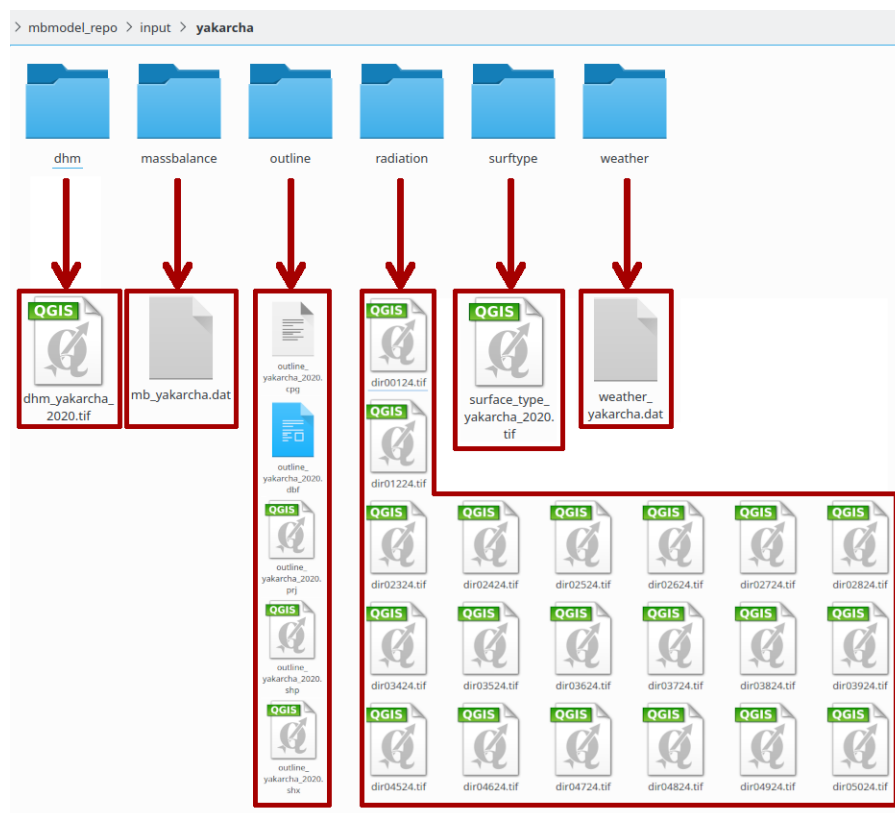 > mbmodel_repo > input > yakarcha
dhm
massbalance
outline
radiation
surftype
weather
QGIS
dhm_yakarcha_
2020.tif
mb_yakarcha.dat
outline_
yakarcha_2020.
cpg
outline_
yakarcha_2020.
dbf
QGIS
outline_
yakarcha_2020.
prj
QGIS
outline_
yakarcha_2020.
shp
QGIS
outline_
yakarcha_2020.
shx
QGIS
dir00124.tif
QGIS
dir01224.tif
QGIS
surface_type_
yakarcha_2020.
tif
weather_
yakarcha.dat
QGIS QGIS QGIS QGIS QGIS QGIS
dir02324.tif dir02424.tif dir02524.tif dir02624.tif dir02724.tif dir02824.tif
QGIS QGIS QGIS QGIS QGIS QGIS
dir03424.tif dir03524.tif dir03624.tif dir03724.tif dir03824.tif dir03924.tif
QGIS QGIS QGIS QGIS QGIS QGIS
dir04524.tif dir04624.tif dir04724.tif dir04824.tif dir04924.tif dir05024.tif